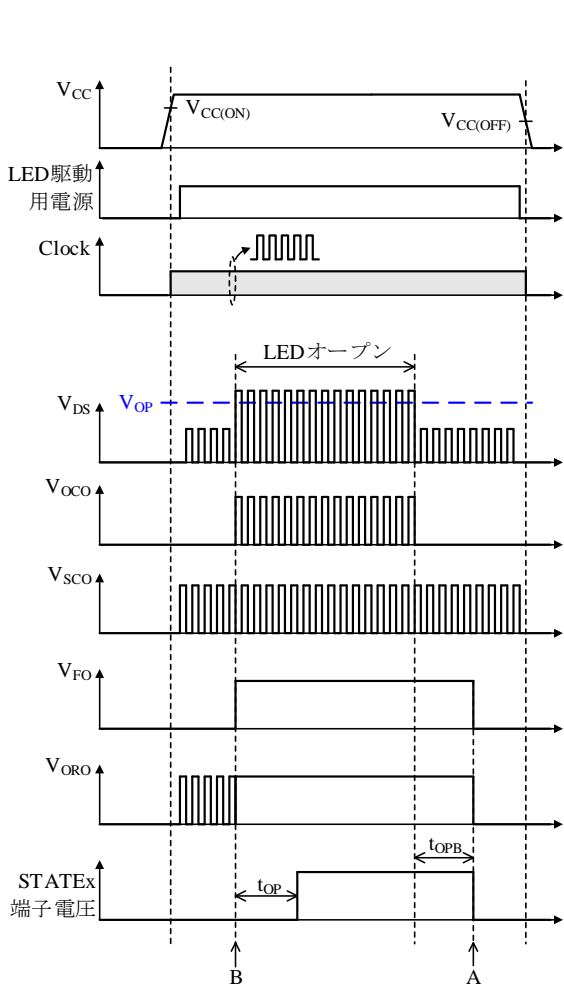 VCC
VCC(ON)
VCC(OFF)
LED駆動
用電源
Clock
LEDオープン
VDS
VOP
VOCO
VSCO
VFO
VORO
tOPB
STATEx
端子電圧
tOP
B
A